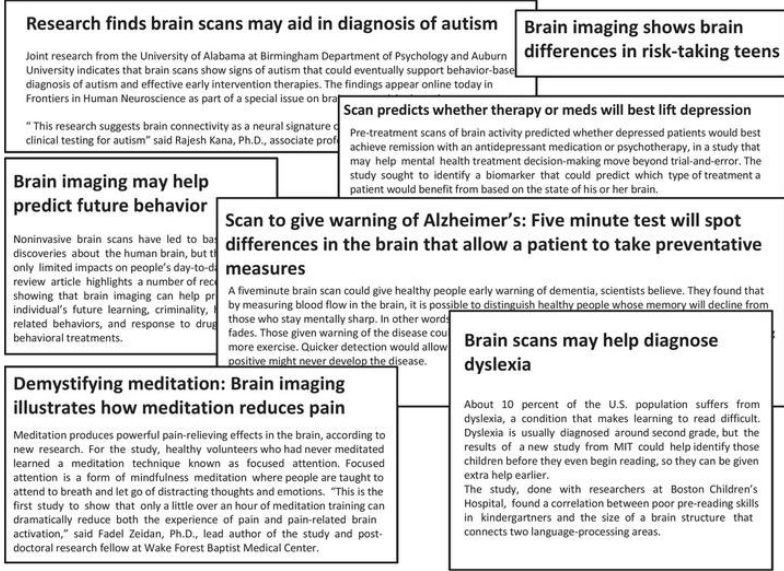 Research finds brain scans may aid in diagnosis of autism
Joint research from the University of Alabama at Birmingham Department of Psychology and Auburn
University indicates that brain scans show signs of autism that could eventually support behavior-base
diagnosis of autism and effective early intervention therapies. The findings appear online today in
Frontiers in Human Neuroscience as part of a special issue on
" This research suggests brain connectivity as a neural signature
clinical testing for autism" said Rajesh Kana, Ph.D., associate
Brain imaging shows brain
differences in risk-taking teens
Scan predicts whether therapy or meds will best lift depression
Pre-treatment scans of brain activity predicted whether depressed patients would best
achieve remission with an antidepressant medication or psychotherapy, in a study that
may help mental health treatment decision-making move beyond trial-and-error. The
study sought to identify a biomarker that could predict which type of treatment a
patient would benefit from based on the state of his or her brain.
Brain imaging may help
predict future behavior
Noninvasive brain scans have led to
discoveries about the human brain, but
only limited impacts on people's
review article highlights a number of
showing that brain imaging can help
individual's future learning, criminality,
related behaviors, and response to
behavioral treatments.
Scan to give warning of Alzheimer's: Five minute test will spot
differences in the brain that allow a patient to take preventative
measures
A fiveminute brain scan could give healthy people early warning of dementia, scientists believe. They found that
by measuring blood flow in the brain, it is possible to distinguish healthy people whose memory will decline from
those who stay mentally sharp. In other words
fades. Those given warning of the disease cou
more exercise. Quicker detection would allow
positive might never develop the disease.
Demystifying meditation: Brain imaging
illustrates how meditation reduces pain
Meditation produces powerful pain-relieving effects in the brain, according to
new research. For the study, healthy volunteers who had never meditated
learned a meditation technique known as focused attention. Focused
attention is a form of mindfulness meditation where people are taught to
attend to breath and let go of distracting thoughts and emotions. "This is the
first study to show that only a little over an hour of meditation training can
dramatically reduce both the experience of pain and pain-related brain
activation," said Fadel Zeidan, Ph.D., lead author of the study and post-
doctoral research fellow at Wake Forest Baptist Medical Center.
Brain scans may help diagnose
dyslexia
About 10 percent of the U.S. population suffers from
dyslexia, a condition that makes learning to read difficult.
Dyslexia is usually diagnosed around second grade, but the
results of a new study from MIT could help identify those
children before they even begin reading, so they can be given
extra help earlier.
The study, done with researchers at Boston Children's
Hospital, found a correlation between poor pre-reading skills
in kindergartners and the size of a brain structure that
connects two language-processing areas.